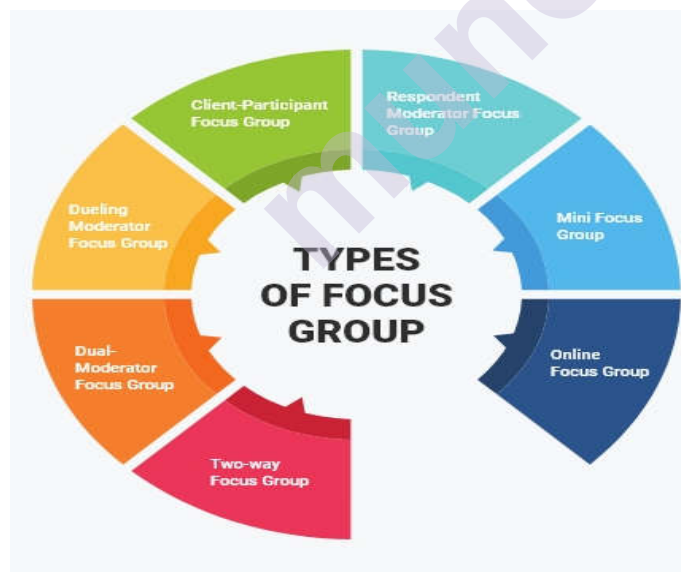 TYPES
OF FOCUS
GROUP
Two-way
Focus Group
Dual-
Moderator
Focus Group
Dueling
Moderator
Focus Group
Client-Participant
Focus Group
Respondent
Moderator Focus
Group
Mini Focus
Group
Online
Focus Group